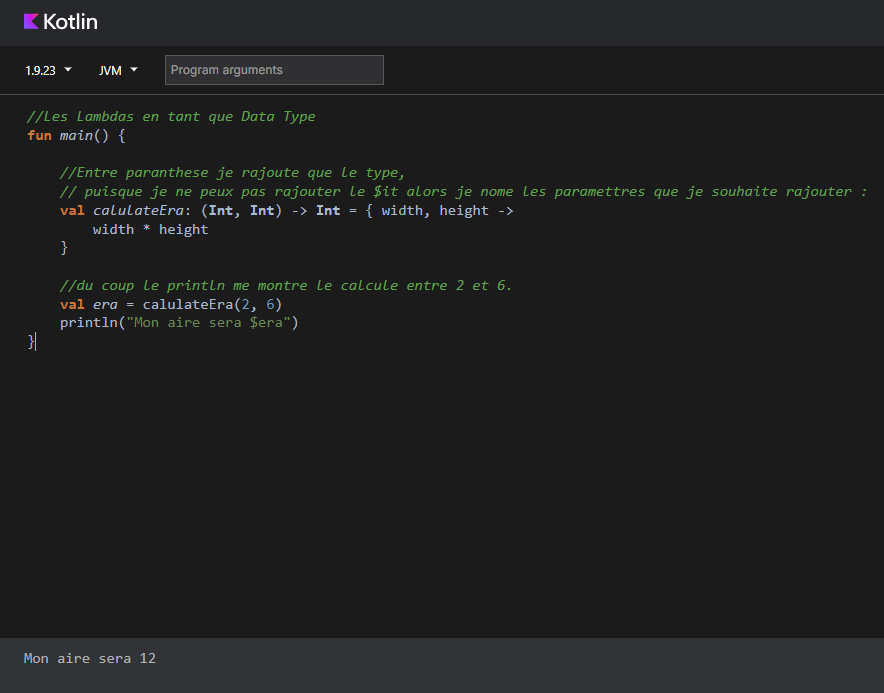 Kotlin
1.9.23 JVM Program arguments
//Les Lambdas en tant que Data Type
fun main() {
//Entre paranthese je rajoute que le type,
// puisque je ne peux pas rajouter le $it alors je nome les paramettres que je souhaite rajouter :
val calulateEra: (Int, Int) -> Int = { width, height ->
width * height
}
//du coup le println me montre le calcule entre 2 et 6.
val era = calulateEra(2, 6)
println("Mon aire sera $era")
}
Mon aire sera 12